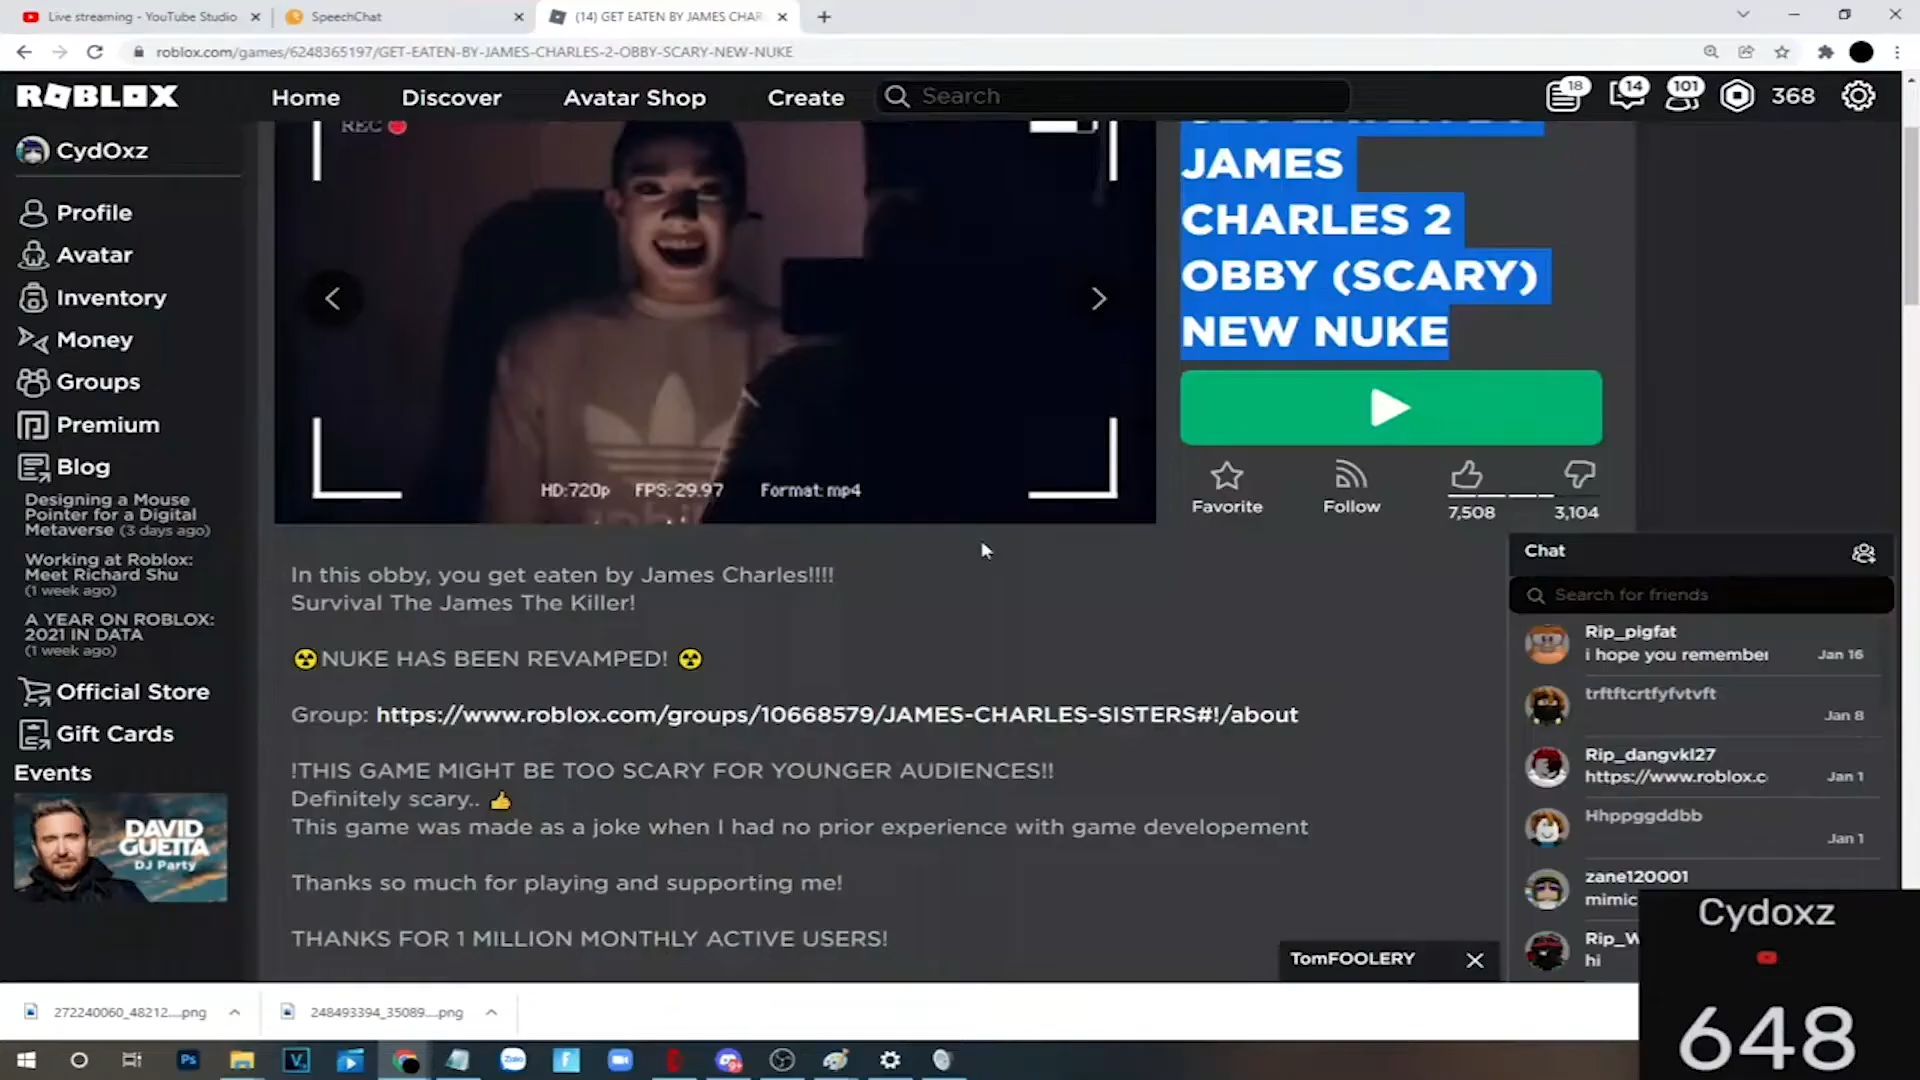 Live streaming - YouTube Studio
SpeechChat
(14) GET EATEN BY JAMES CHAR
roblox.com/games/6248365197/GET-EATEN-BY-JAMES-CHARLES-2-OBBY-SCARY-NEW-NUKE
ROBLOX
Home
Discover
Avatar Shop
Create
Search
18
14
101
368
CydOxz
Profile
Avatar
Inventory
Money
Groups
Premium
Blog
Designing a Mouse
Pointer for a Digital
Metaverse (3 days ago)
Working at Roblox:
Meet Richard Shu
(1 week ago)
A YEAR ON ROBLOX:
2021 IN DATA
(1 week ago)
Official Store
Gift Cards
Events
DAVID
GUETTA
DJ Party
REC
HD:720p FPS:29.97 Format: mp4
JAMES
CHARLES 2
OBBY (SCARY)
NEW NUKE
Favorite
Follow
7,508
3,104
In this obby, you get eaten by James Charles!!!!
Survival The James The Killer!
☢NUKE HAS BEEN REVAMPED! ☢
Group: https://www.roblox.com/groups/10668579/JAMES-CHARLES-SISTERS#!/about
!THIS GAME MIGHT BE TOO SCARY FOR YOUNGER AUDIENCES!!
Definitely scary.. 👍
This game was made as a joke when I had no prior experience with game developement
Thanks so much for playing and supporting me!
THANKS FOR 1 MILLION MONTHLY ACTIVE USERS!
Chat
Search for friends
Rip_pigfat
i hope you remember
Jan 16
trftftcrtfyfvtvft
Jan 8
Rip_dangvkl27
https://www.roblox.c
Jan 1
Hhppggddbb
Jan 1
zane120001
mimic
Rip_W
hi
TomFOOLERY
Cydoxz
648
272240060_48212....png
248493394_35089....png
Ps
V
Zalo